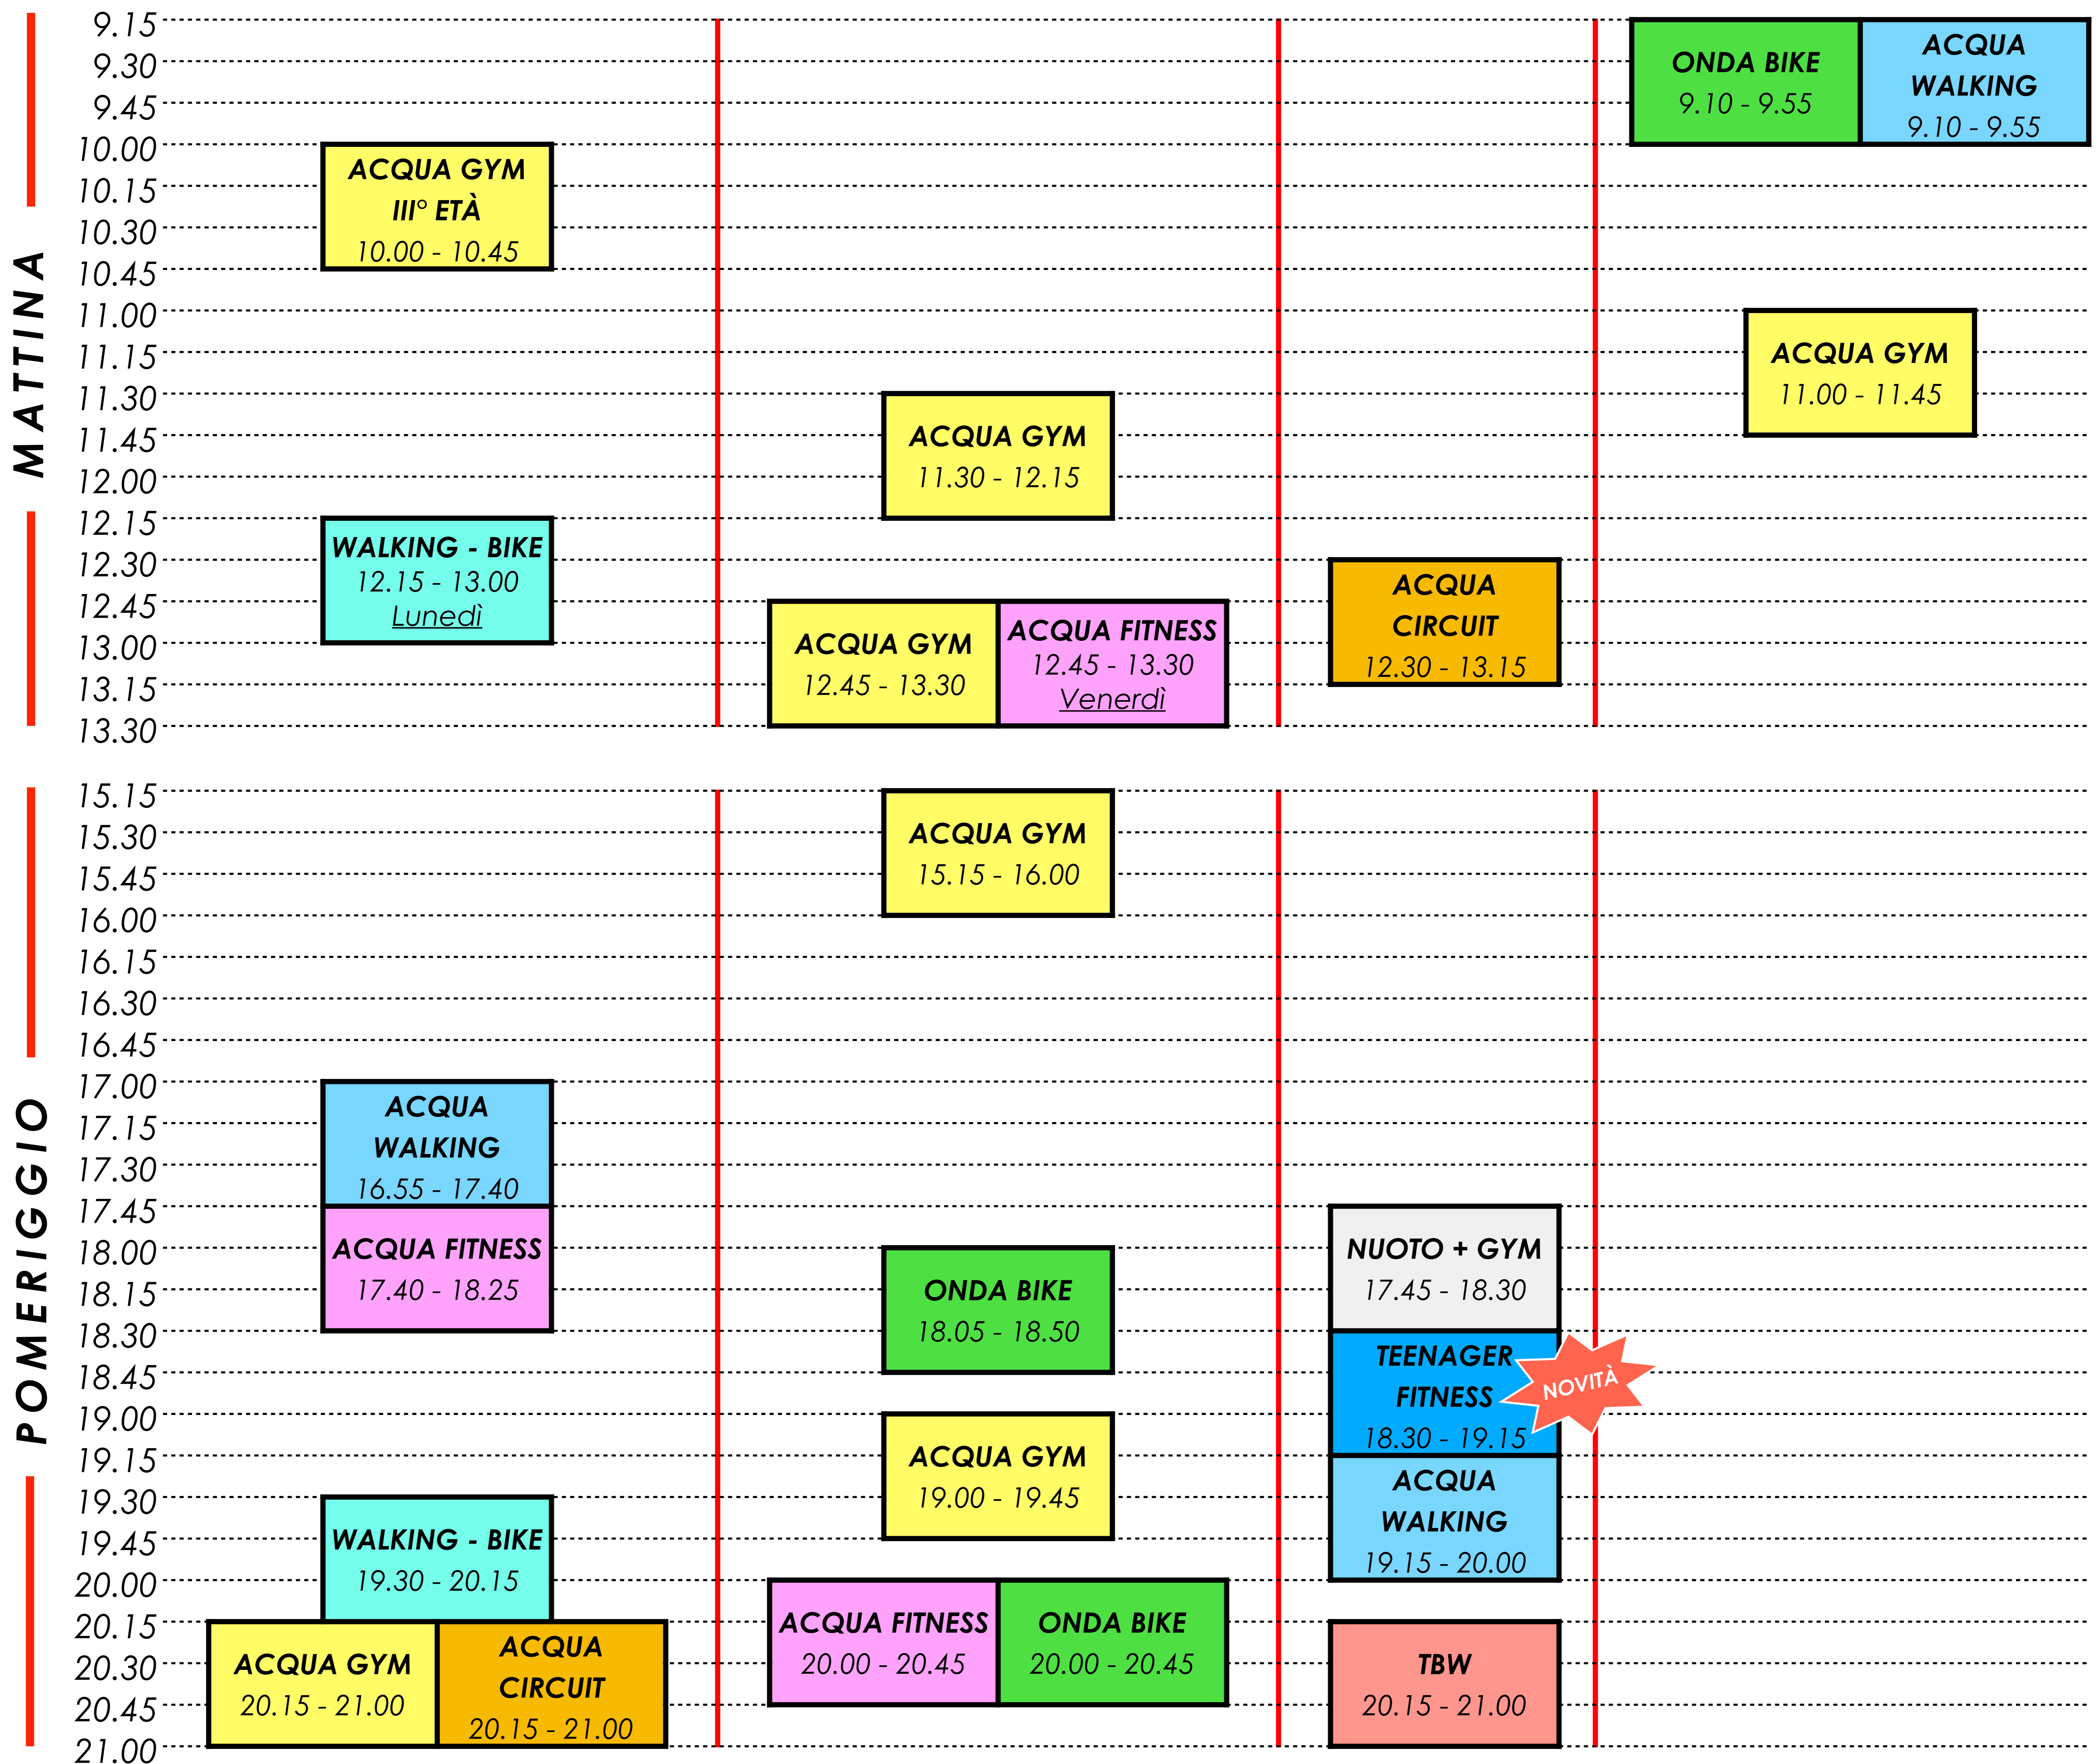 MATTINA
9.15
9.30
9.45
10.00
10.15
10.30
10.45
11.00
11.15
11.30
11.45
12.00
12.15
12.30
12.45
13.00
13.15
13.30
ACQUA GYM
III° ETÀ
10.00 - 10.45
WALKING - BIKE
12.15 - 13.00
Lunedì
ACQUA GYM
11.30 - 12.15
ACQUA GYM
12.45 - 13.30
ACQUA FITNESS
12.45 - 13.30
Venerdì
ACQUA
CIRCUIT
12.30 - 13.15
ONDA BIKE
9.10 - 9.55
ACQUA
WALKING
9.10 - 9.55
ACQUA GYM
11.00 - 11.45
POMERIGGIO
15.15
15.30
15.45
16.00
16.15
16.30
16.45
17.00
17.15
17.30
17.45
18.00
18.15
18.30
18.45
19.00
19.15
19.30
19.45
20.00
20.15
20.30
20.45
21.00
ACQUA
WALKING
16.55 - 17.40
ACQUA FITNESS
17.40 - 18.25
WALKING - BIKE
19.30 - 20.15
ACQUA GYM
20.15 - 21.00
ACQUA
CIRCUIT
20.15 - 21.00
ACQUA GYM
15.15 - 16.00
ONDA BIKE
18.05 - 18.50
ACQUA GYM
19.00 - 19.45
ACQUA FITNESS
20.00 - 20.45
ONDA BIKE
20.00 - 20.45
NUOTO + GYM
17.45 - 18.30
TEENAGER
FITNESS
18.30 - 19.15
NOVITÀ
ACQUA
WALKING
19.15 - 20.00
TBW
20.15 - 21.00